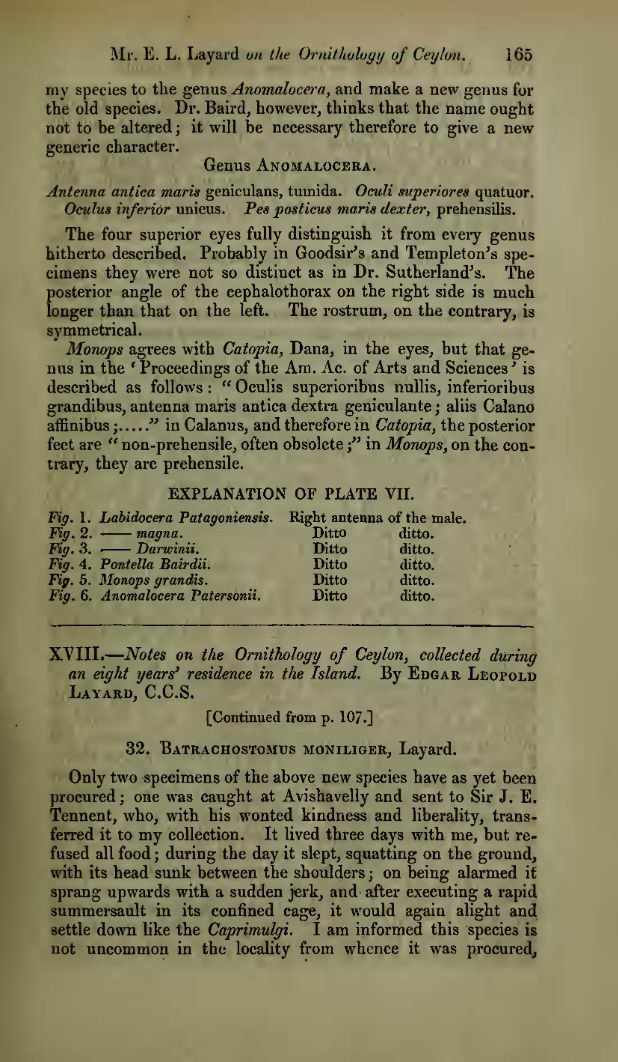 Mr. E. L. Layard on the Ornithology of Ceylon. 165
my species to the genus Anomalocera, and make a new genus for
the old species. Dr. Baird, however, thinks that the name ought
not to be altered; it will be necessary therefore to give a new
generic character.
Genus ANOMALOCERA.
Antenna antica maris geniculans, tumida. Oculi superiores quatuor.
Oculus inferior unicus. Pes posticus maris dexter, prehensilis.
The four superior eyes fully distinguish it from every genus
hitherto described. Probably in Goodsir's and Templeton's spe-
cimens they were not so distinct as in Dr. Sutherland's. The
posterior angle of the cephalothorax on the right side is much
longer than that on the left. The rostrum, on the contrary, is
symmetrical.
Monops agrees with Catopia, Dana, in the eyes, but that ge-
nus in the 'Proceedings of the Am. Ac. of Arts and Sciences' is
described as follows: "Oculis superioribus nullis, inferioribus
grandibus, antenna maris antica dextra geniculante; aliis Calano
affinibus;....." in Calanus, and therefore in Catopia, the posterior
feet are "non-prehensile, often obsolete;" in Monops, on the con-
trary, they are prehensile.
EXPLANATION OF PLATE VII.
Fig. 1. Labidocera Patagoniensis. Right antenna of the male.
Fig. 2. —— magna. Ditto ditto.
Fig. 3. —— Darwinii. Ditto ditto.
Fig. 4. Pontella Bairdii. Ditto ditto.
Fig. 5. Monops grandis. Ditto ditto.
Fig. 6. Anomalocera Patersonii. Ditto ditto.
XVIII.—Notes on the Ornithology of Ceylon, collected during
an eight years' residence in the Island. By EDGAR LEOPOLD
LAYARD, C.C.S.
[Continued from p. 107.]
32. BATRACHOSTOMUS MONILIGER, Layard.
Only two specimens of the above new species have as yet been
procured; one was caught at Avishavelly and sent to Sir J. E.
Tennent, who, with his wonted kindness and liberality, trans-
ferred it to my collection. It lived three days with me, but re-
fused all food; during the day it slept, squatting on the ground,
with its head sunk between the shoulders; on being alarmed it
sprang upwards with a sudden jerk, and after executing a rapid
summersault in its confined cage, it would again alight and
settle down like the Caprimulgi. I am informed this species is
not uncommon in the locality from whence it was procured,